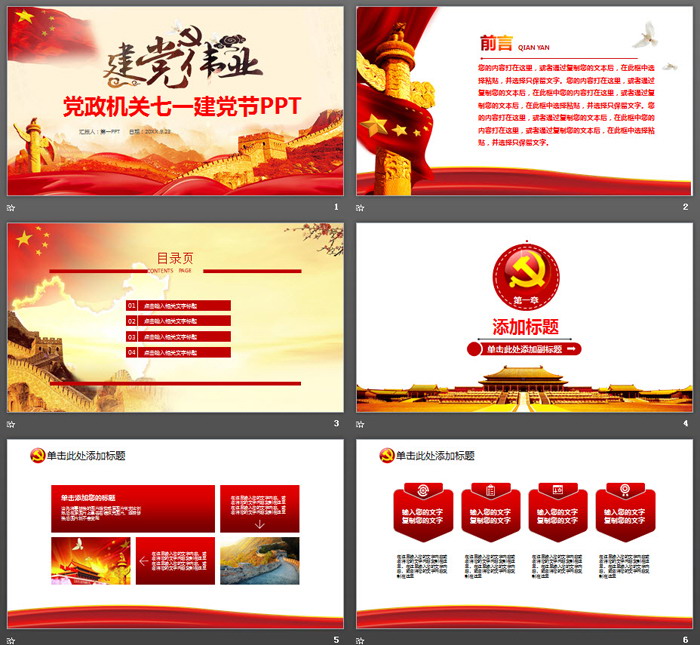 建党伟业
党政机关七一建党节PPT
汇报人：第一PPT
1
前言 QIAN YAN
您的内容打在这里，或者通过复制您的文本后，在此框中选
择粘贴，并选择只保留文字。您的内容打在这里，或者通过
复制您的文本后，在此框中您的内容打在这里，或者通过复
制您的文本后，在此框中选择粘贴，并选择只保留文字。您
的内容打在这里，或者通过复制您的文本后，在此框中您的
内容打在这里，或者通过复制您的文本后，在此框中选择粘
贴，并选择只保留文字。
2
目录页
CONTENTS PAGE
01 点击输入相关文字标题
02 点击输入相关文字标题
03 点击输入相关文字标题
04 点击输入相关文字标题
3
第一章
添加标题
单击此处添加副标题
4
单击此处添加标题
单击添加您的标题
5
单击此处添加标题
输入您的文字
复制您的文字
输入您的文字
复制您的文字
输入您的文字
复制您的文字
输入您的文字
复制您的文字
6